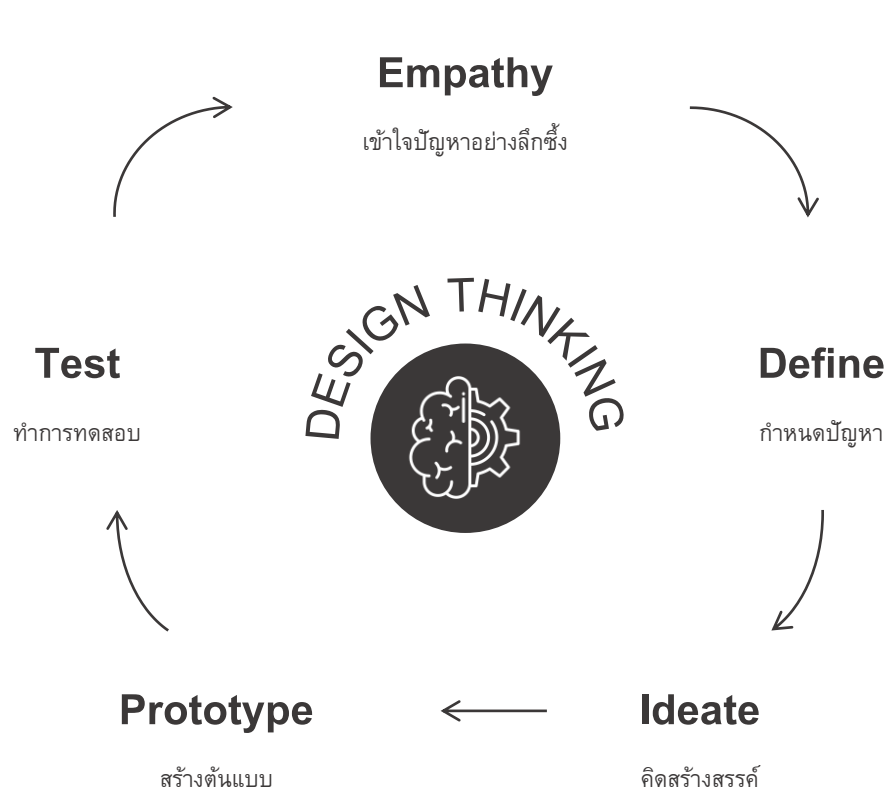 Empathy
เข้าใจปัญหาอย่างลึกซึ้ง
DESIGN THINKING
Test
ทำการทดสอบ
Define
กำหนดปัญหา
Prototype
สร้างต้นแบบ
Ideate
คิดสร้างสรรค์